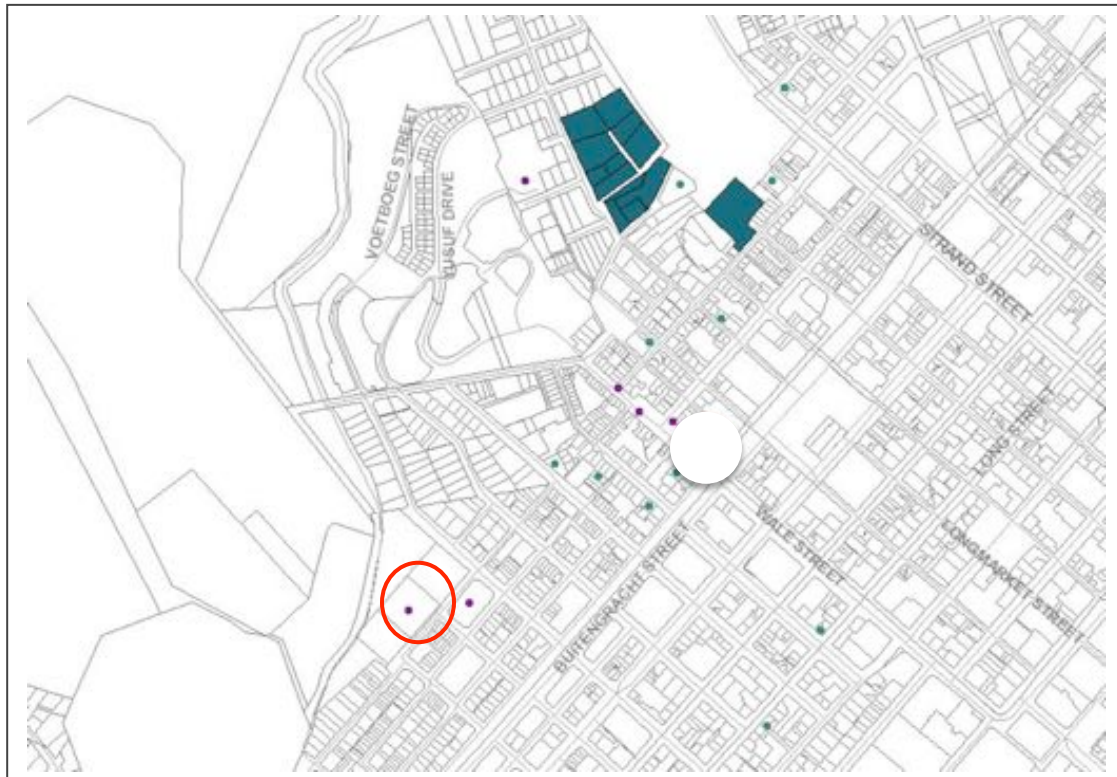 VOETBOEG STREET
YUSUF DRIVE
STRAND STREET
LONG STREET
WALE STREET
LONGMARKET STREET
BUITENGRACHT STREET